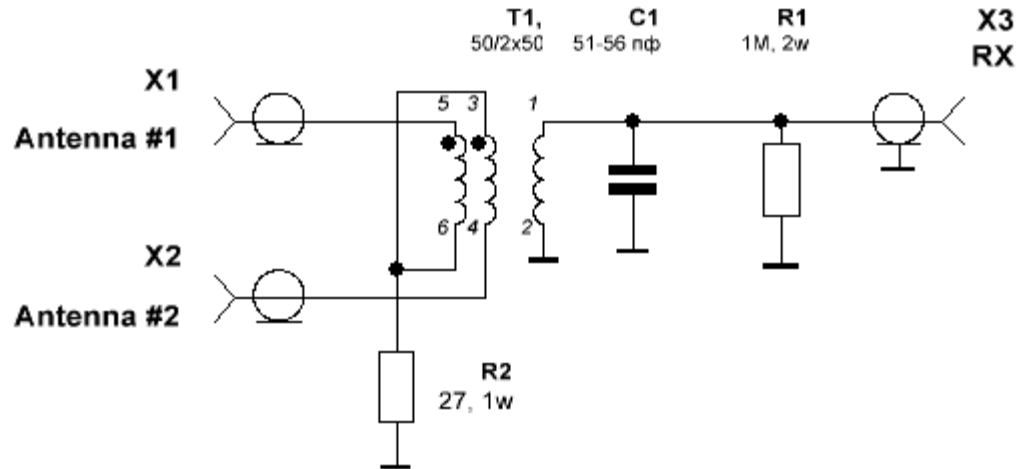 T1,
50/2x50
C1
51-56 пф
R1
1M, 2w
X3
RX
X1
Antenna #1
5
3
1
6
4
2
X2
Antenna #2
R2
27, 1w